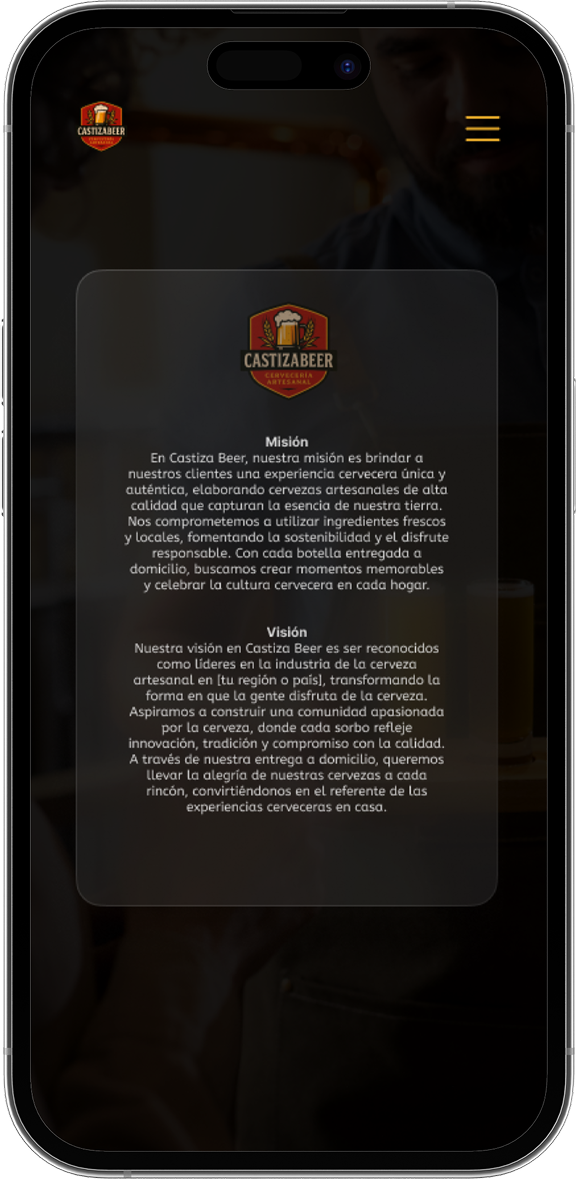 CASTIZABEER
CASTIZABEER
CERVECERÍA
ARTESANAL
Misión
En Castiza Beer, nuestra misión es brindar a
nuestros clientes una experiencia cervecera única y
auténtica, elaborando cervezas artesanales de alta
calidad que capturan la esencia de nuestra tierra.
Nos comprometemos a utilizar ingredientes frescos
y locales, fomentando la sostenibilidad y el disfrute
responsable. Con cada botella entregada a
domicilio, buscamos crear momentos memorables
y celebrar la cultura cervecera en cada hogar.
Visión
Nuestra visión en Castiza Beer es ser reconocidos
como líderes en la industria de la cerveza
artesanal en [tu región o país], transformando la
forma en que la gente disfruta de la cerveza.
Aspiramos a construir una comunidad apasionada
por la cerveza, donde cada sorbo refleje
innovación, tradición y compromiso con la calidad.
A través de nuestra entrega a domicilio, queremos
llevar la alegría de nuestras cervezas a cada
rincón, convirtiéndonos en el referente de las
experiencias cerveceras en casa.